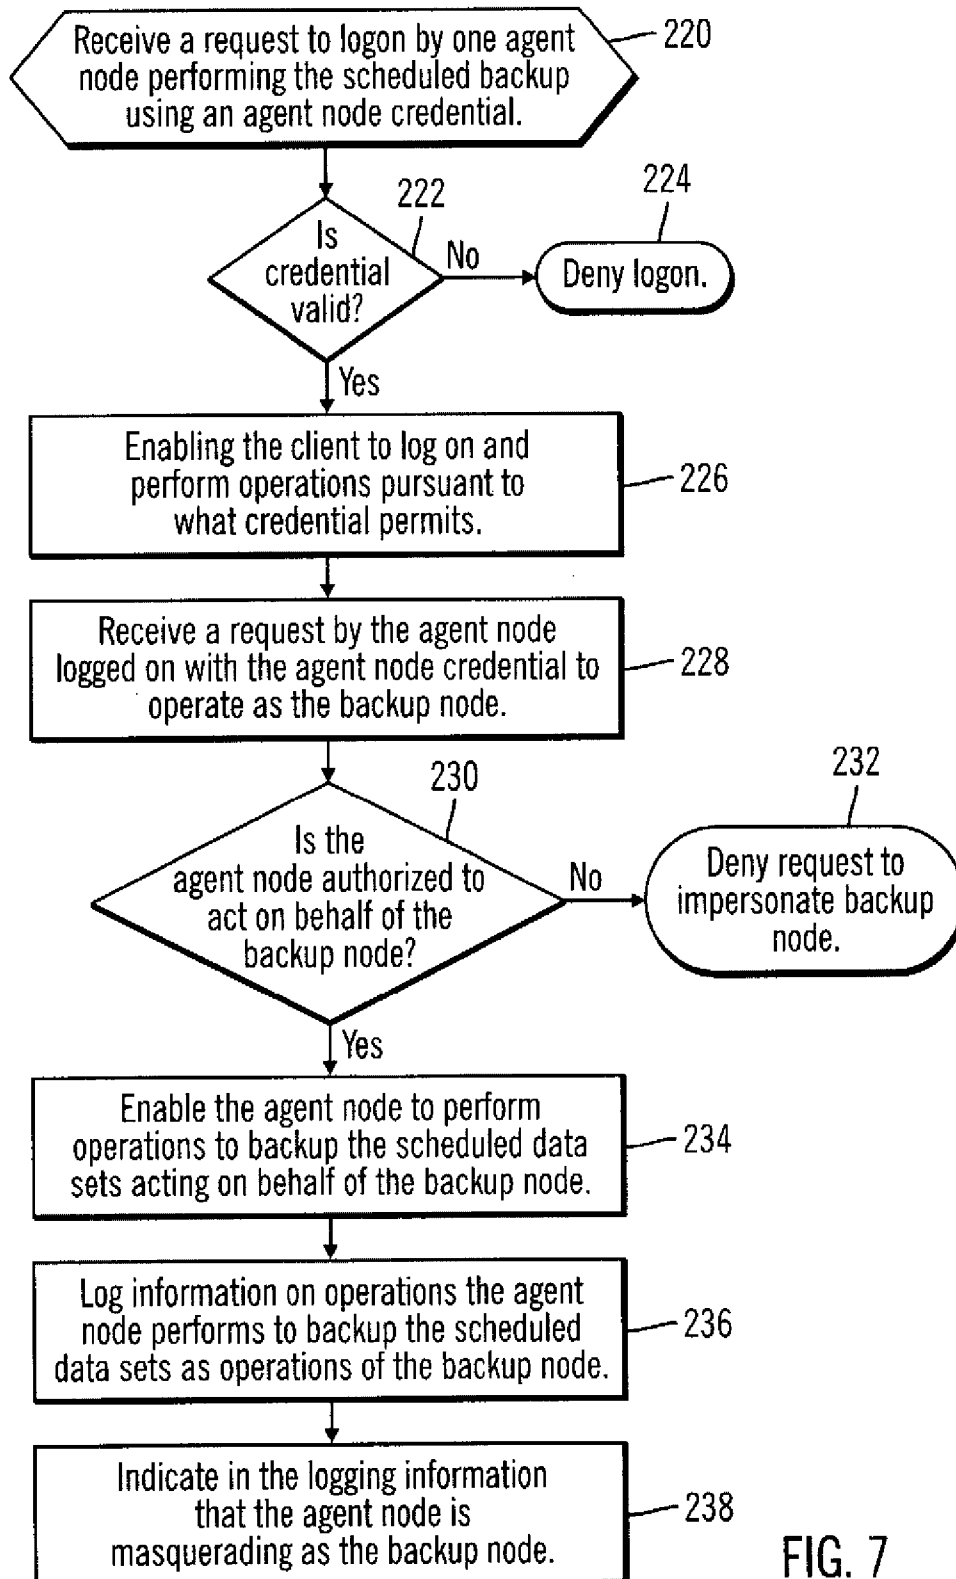 Receive a request to logon by one agent
node performing the scheduled backup
using an agent node credential.
220
Is
credential
valid?
222
No
Deny logon.
224
Yes
Enabling the client to log on and
perform operations pursuant to
what credential permits.
226
Receive a request by the agent node
logged on with the agent node credential to
operate as the backup node.
228
Is the
agent node authorized to
act on behalf of the
backup node?
230
No
Deny request to
impersonate backup
node.
232
Yes
Enable the agent node to perform
operations to backup the scheduled data
sets acting on behalf of the backup node.
234
Log information on operations the agent
node performs to backup the scheduled
data sets as operations of the backup node.
236
Indicate in the logging information
that the agent node is
masquerading as the backup node.
238
FIG. 7